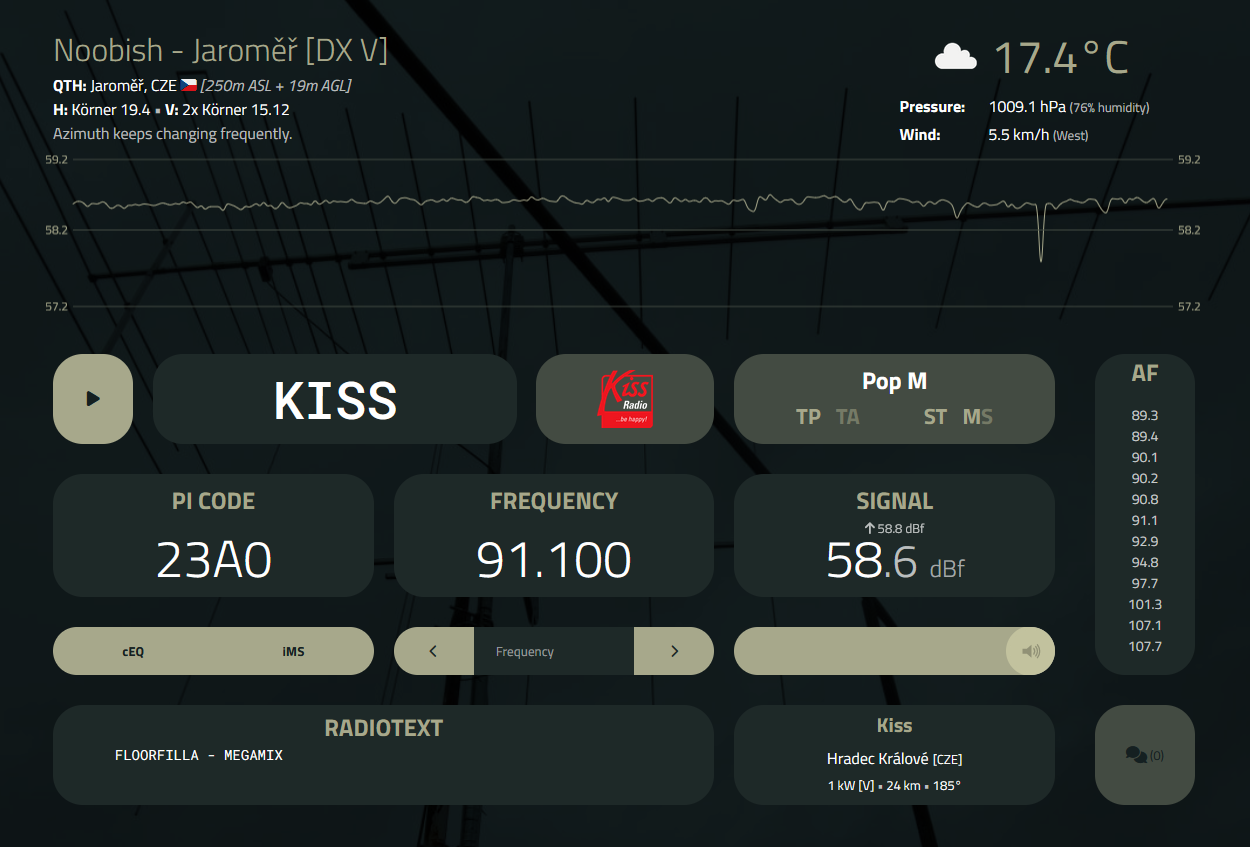 Noobish - Jaroměř [DX V]
QTH: Jaroměř, CZE [250m ASL + 19m AGL]
H: Körner 19.4 ▪ V: 2x Körner 15.12
Azimuth keeps changing frequently.
17.4°C
Pressure: 1009.1 hPa (76% humidity)
Wind: 5.5 km/h (West)
59.2 59.2
58.2 58.2
57.2 57.2
KISS
Kiss
Radio
...be happy!
Pop M
TP TA ST MS
AF
89.3
89.4
90.1
90.2
90.8
91.1
92.9
94.8
97.7
101.3
107.1
107.7
PI CODE
23A0
FREQUENCY
91.100
SIGNAL
58.8 dBf
58.6 dBf
cEQ iMS
Frequency
RADIOTEXT
FLOORFILLA - MEGAMIX
Kiss
Hradec Králové [CZE]
1 kW [V] ▪ 24 km ▪ 185°
(0)